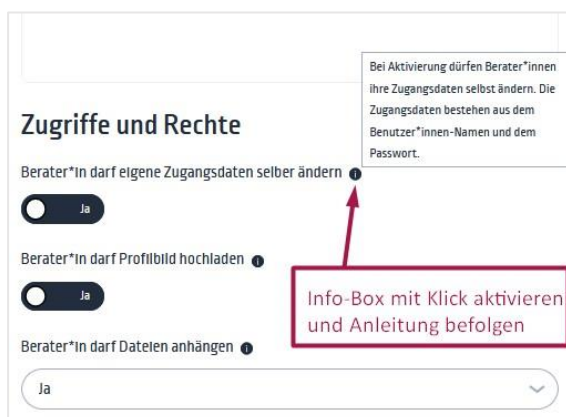 Bei Aktivierung dürfen Berater*innen
ihre Zugangsdaten selbst ändern. Die
Zugangsdaten bestehen aus dem
Benutzer*innen-Namen und dem
Passwort.
Zugriffe und Rechte
Berater*in darf eigene Zugangsdaten selber ändern
Ja
Berater*in darf Profilbild hochladen
Ja
Info-Box mit Klick aktivieren
und Anleitung befolgen
Berater*in darf Dateien anhängen
Ja